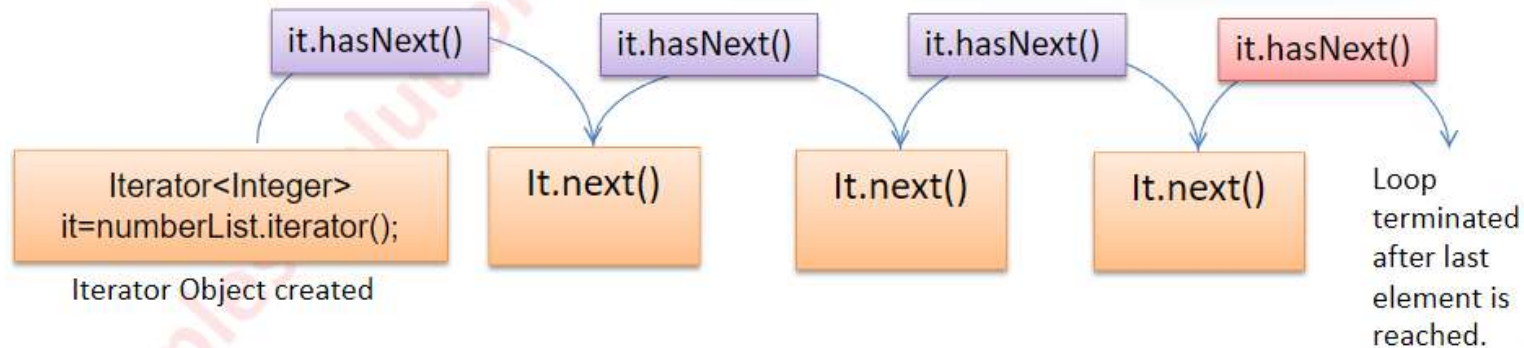 it.hasNext()
it.hasNext()
it.hasNext()
it.hasNext()
Iterator<Integer>
it=numberList.iterator();
It.next()
It.next()
It.next()
Iterator Object created
Loop
terminated
after last
element is
reached.